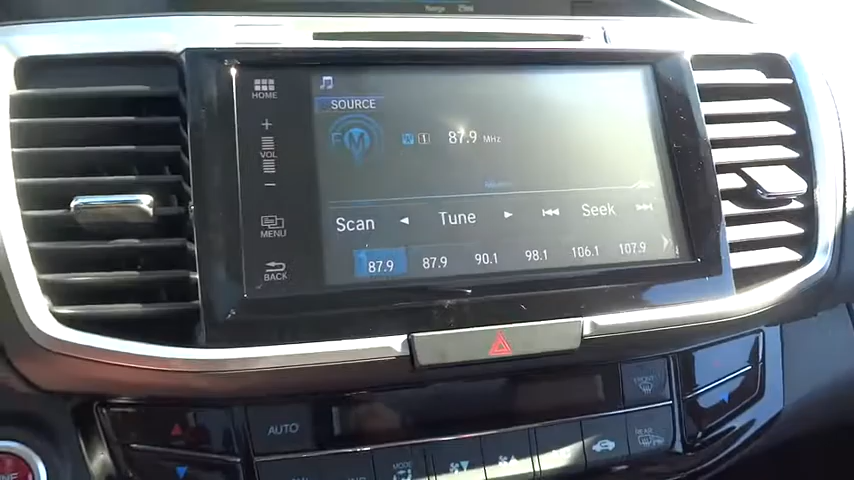 HOME
SOURCE
FM
1
87.9 MHz
+
VOL
−
Scan Tune Seek
MENU
BACK
87.9 87.9 90.1 98.1 106.1 107.9
FRONT
AUTO
REAR
MODE